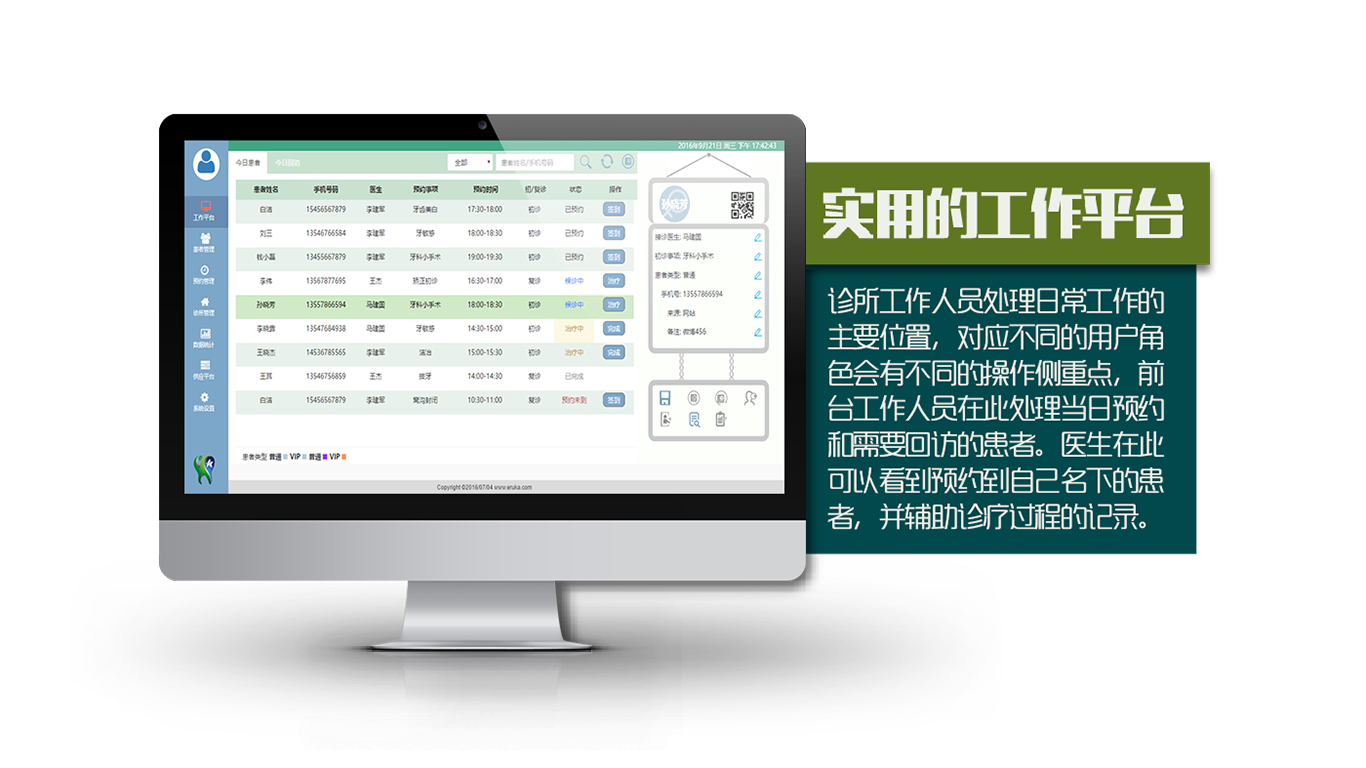 2016年9月21日 周三 下午 17:42:43
今日患者 今日回访 全部 患者姓名/手机号码
患者姓名 手机号码 医生 预约事项 预约时间 初/复诊 状态 操作
白洁 15456567879 李建军 牙齿美白 17:30-18:00 初诊 已预约 签到
刘三 13546766584 李建军 牙敏感 18:00-18:30 初诊 已预约 签到
钱小磊 13455667879 李建军 牙科小手术 19:00-19:30 初诊 已预约 签到
李伟 13567877695 王杰 矫正初诊 16:30-17:00 复诊 候诊中 治疗
孙晓芳 13557866594 马建国 牙科小手术 18:00-18:30 初诊 候诊中 治疗
李晓露 13547684938 马建国 牙敏感 14:30-15:00 初诊 治疗中 完成
王晓杰 14536785565 李建军 洁治 15:00-15:30 初诊 治疗中 完成
王其 13546756859 王杰 拔牙 14:00-14:30 复诊 已完成
白洁 15456567879 李建军 窝沟封闭 10:30-11:00 复诊 预约未到 签到
患者类型 普通 VIP 普通 VIP
工作平台
患者管理
预约管理
诊所管理
数据统计
供应平台
系统设置
孙晓芳
接诊医生: 马建国
初诊事项: 牙科小手术
患者类型: 普通
手机号: 13557866594
来源: 网站
备注: 微博456
Copyright ©2016/07/04 www.eruka.com
实用的工作平台
诊所工作人员处理日常工作的
主要位置，对应不同的用户角
色会有不同的操作侧重点，前
台工作人员在此处理当日预约
和需要回访的患者。医生在此
可以看到预约到自己名下的患
者，并辅助诊疗过程的记录。